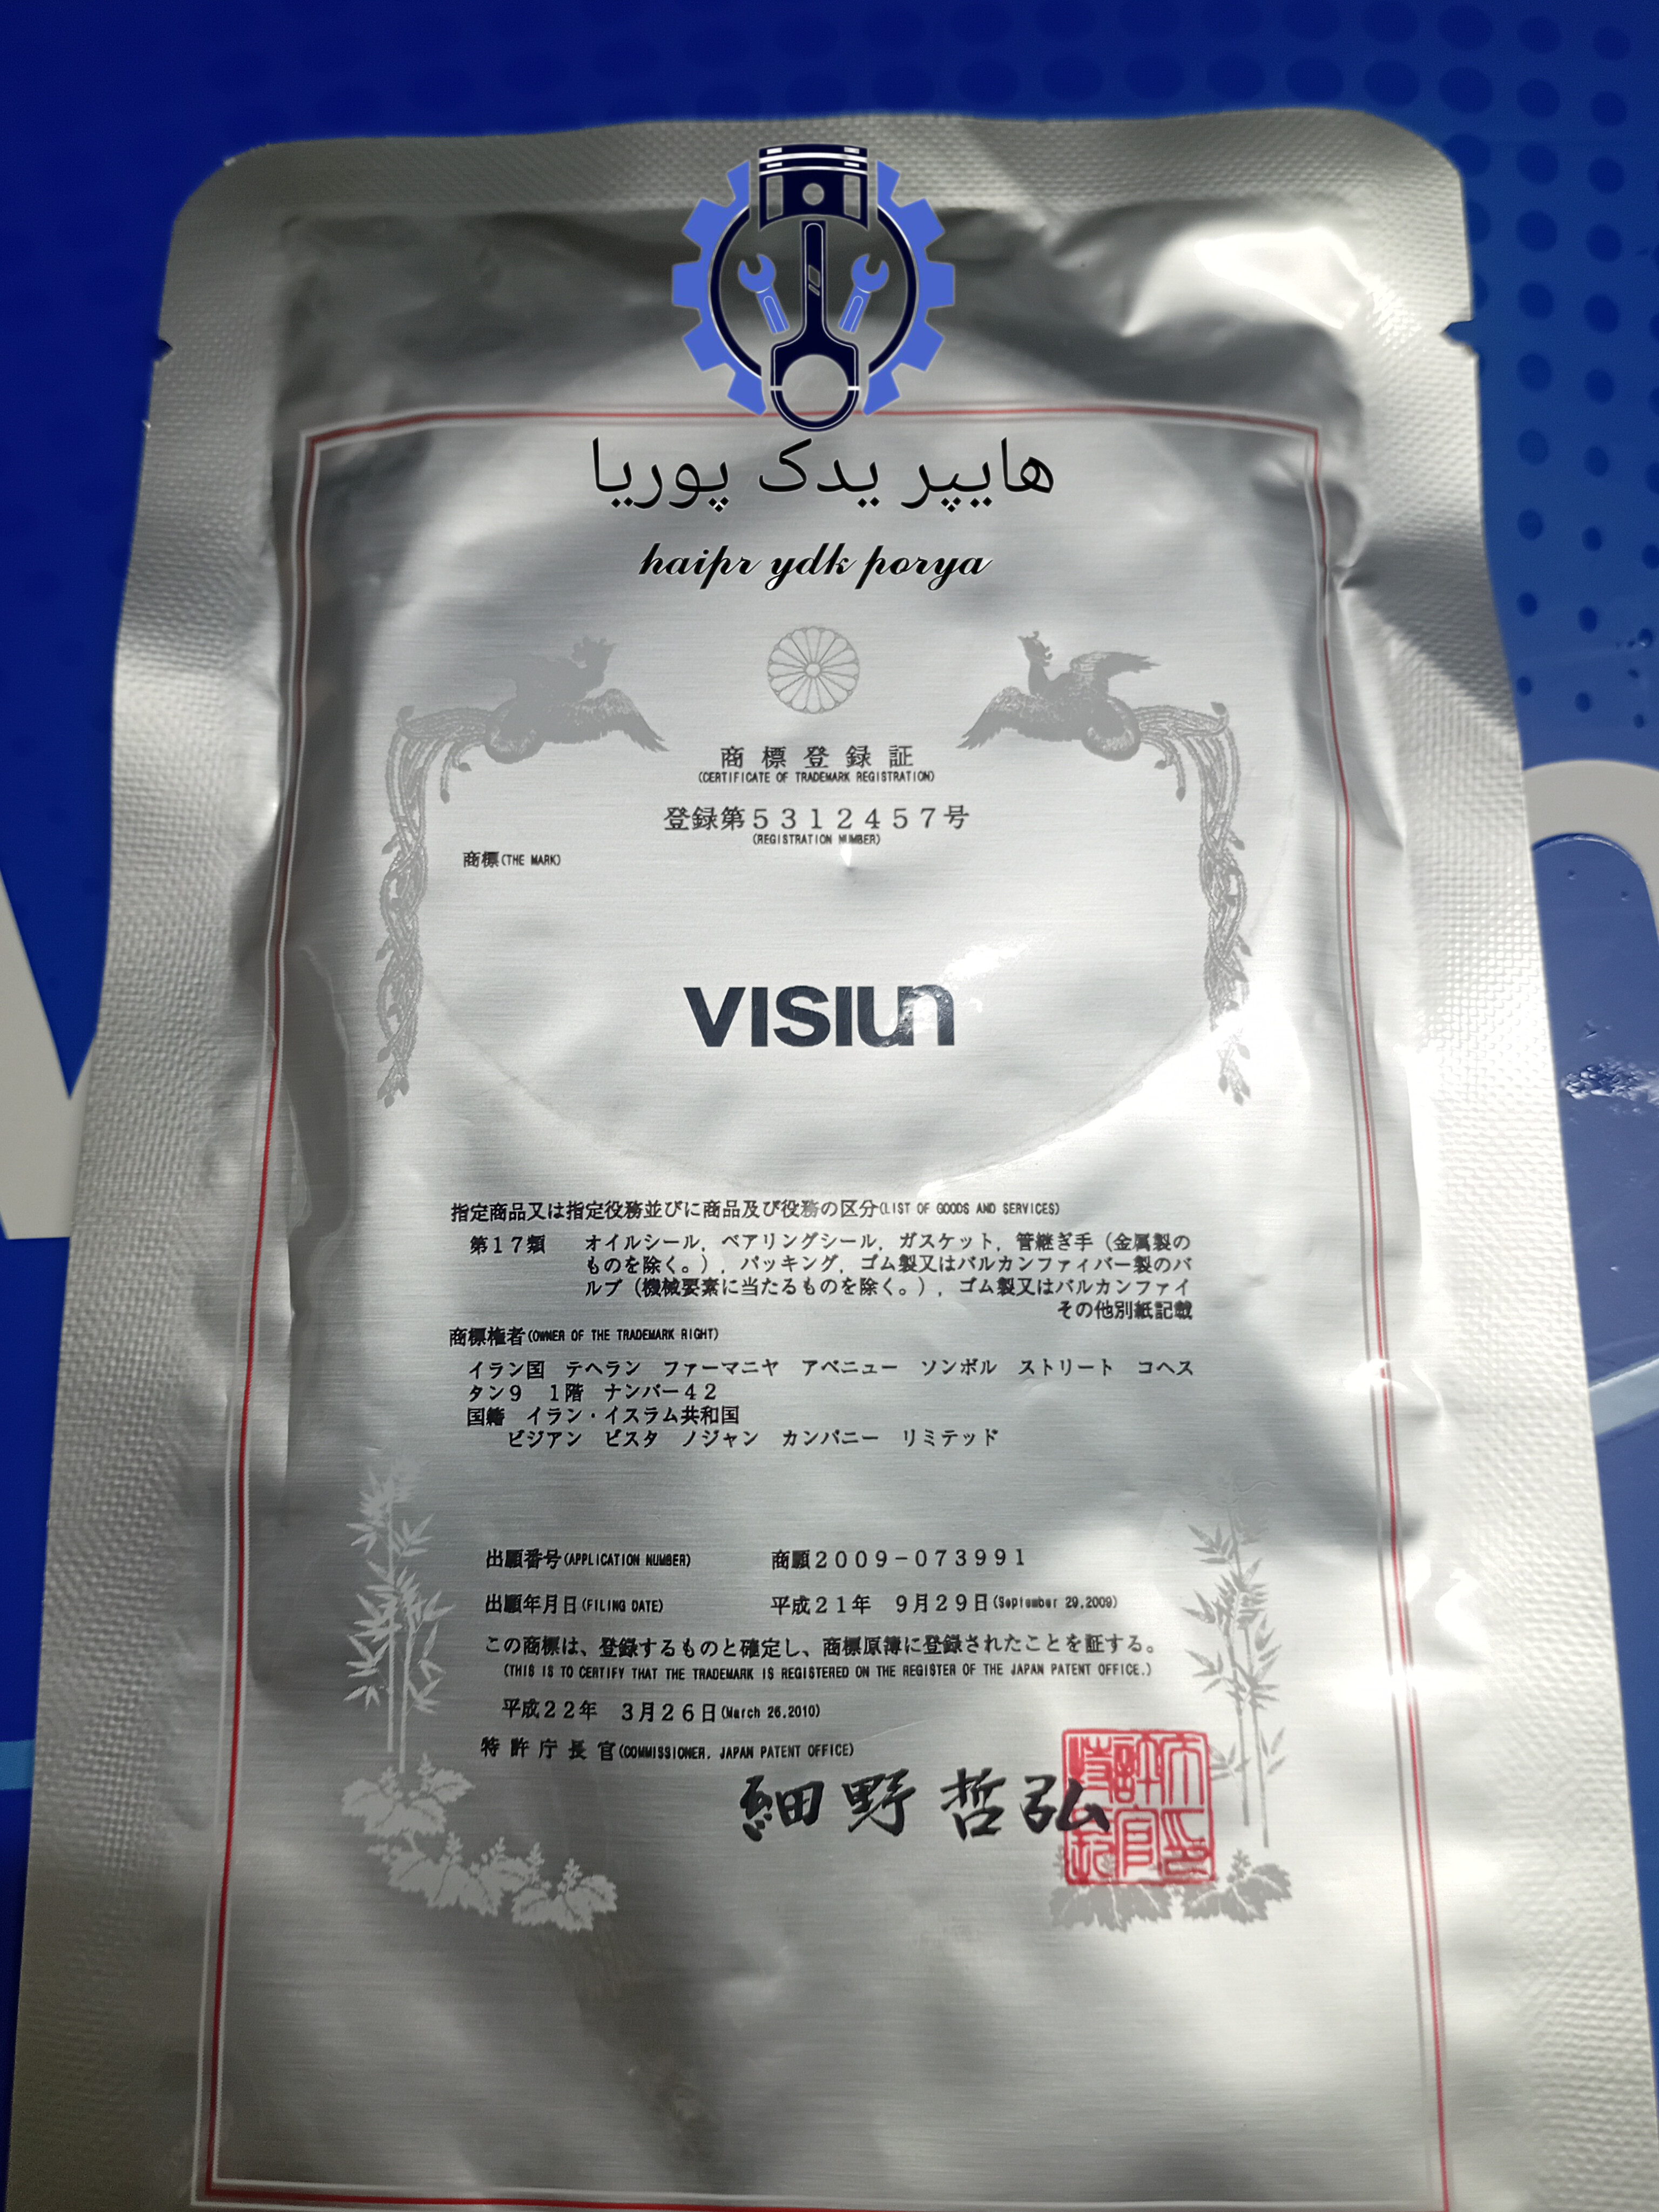 هایپر یدک پوریا
haipr ydk porya
商標登録証
(CERTIFICATE OF TRADEMARK REGISTRATION)
登録第5312457号
(REGISTRATION NUMBER)
商標(THE MARK)
VISIUN
指定商品又は指定役務並びに商品及び役務の区分(LIST OF GOODS AND SERVICES)
第17類 オイルシール，ベアリングシール，ガスケット，管継ぎ手（金属製の
ものを除く。），パッキング，ゴム製又はバルカンファイバー製のバ
ルブ（機械要素に当たるものを除く。），ゴム製又はバルカンファイ
その他別紙記載
商標権者(OWNER OF THE TRADEMARK RIGHT)
イラン国 テヘラン ファーマニヤ アベニュー ソンボル ストリート コヘス
タン9 1階 ナンバー42
国籍 イラン・イスラム共和国
ビジアン ビスタ ノジャン カンパニー リミテッド
出願番号(APPLICATION NUMBER) 商願2009-073991
出願年月日(FILING DATE) 平成21年 9月29日(September 29,2009)
この商標は、登録するものと確定し、商標原簿に登録されたことを証する。
(THIS IS TO CERTIFY THAT THE TRADEMARK IS REGISTERED ON THE REGISTER OF THE JAPAN PATENT OFFICE.)
平成22年 3月26日(March 26,2010)
特許庁長官(COMMISSIONER, JAPAN PATENT OFFICE)
細野哲弘